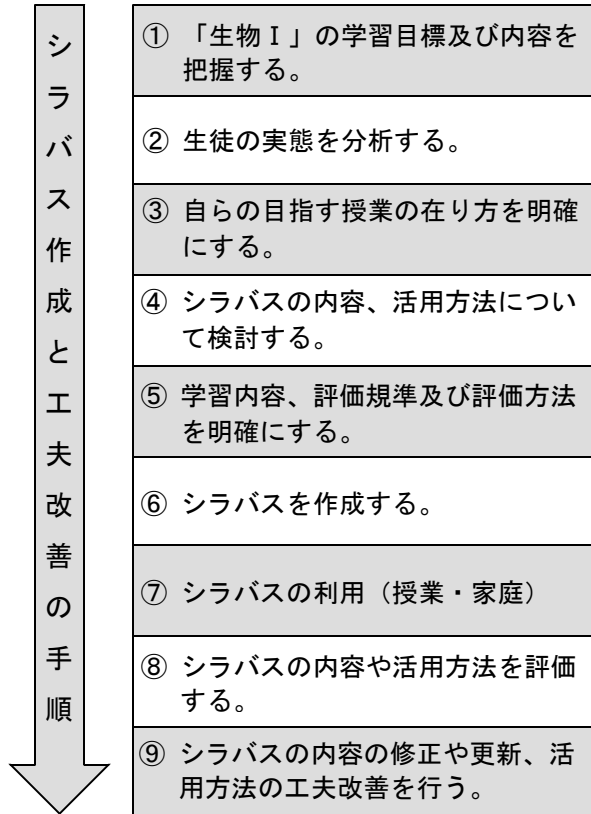 シラバス作成と工夫改善の手順
① 「生物Ⅰ」の学習目標及び内容を
把握する。
② 生徒の実態を分析する。
③ 自らの目指す授業の在り方を明確
にする。
④ シラバスの内容、活用方法につい
て検討する。
⑤ 学習内容、評価規準及び評価方法
を明確にする。
⑥ シラバスを作成する。
⑦ シラバスの利用（授業・家庭）
⑧ シラバスの内容や活用方法を評価
する。
⑨ シラバスの内容の修正や更新、活
用方法の工夫改善を行う。